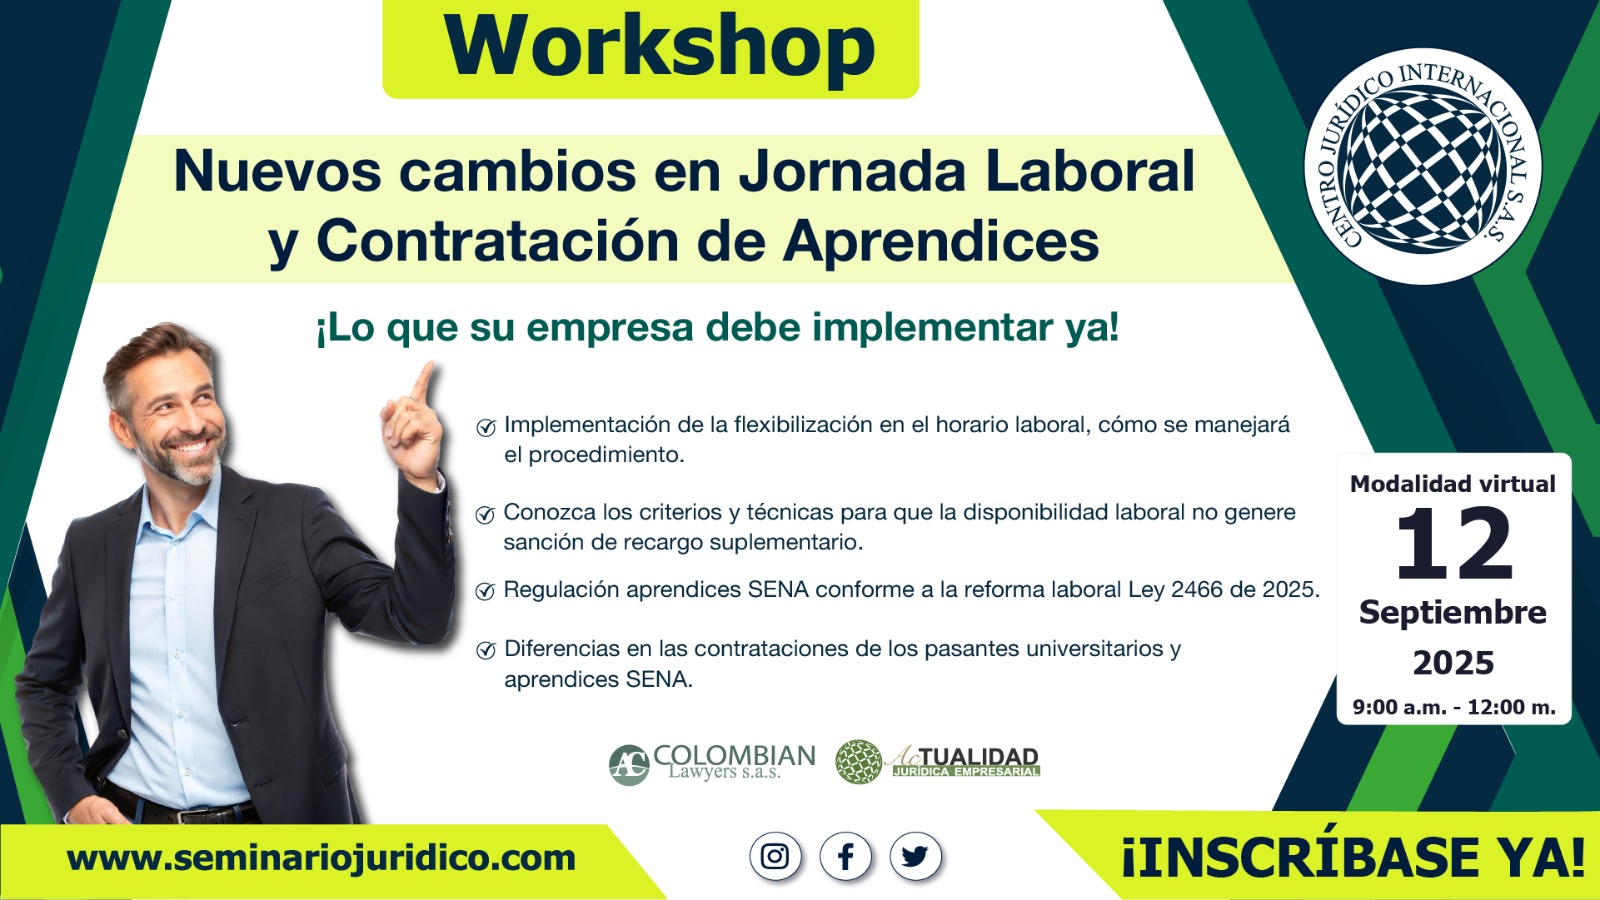 Workshop
CENTRO JURÍDICO INTERNACIONAL S.A.S.
Nuevos cambios en Jornada Laboral
y Contratación de Aprendices
¡Lo que su empresa debe implementar ya!
Implementación de la flexibilización en el horario laboral, cómo se manejará
el procedimiento.
Conozca los criterios y técnicas para que la disponibilidad laboral no genere
sanción de recargo suplementario.
Regulación aprendices SENA conforme a la reforma laboral Ley 2466 de 2025.
Diferencias en las contrataciones de los pasantes universitarios y
aprendices SENA.
Modalidad virtual
12
Septiembre
2025
9:00 a.m. - 12:00 m.
COLOMBIAN
Lawyers s.a.s.
AcTUALIDAD
JURÍDICA EMPRESARIAL
www.seminariojuridico.com
¡INSCRÍBASE YA!